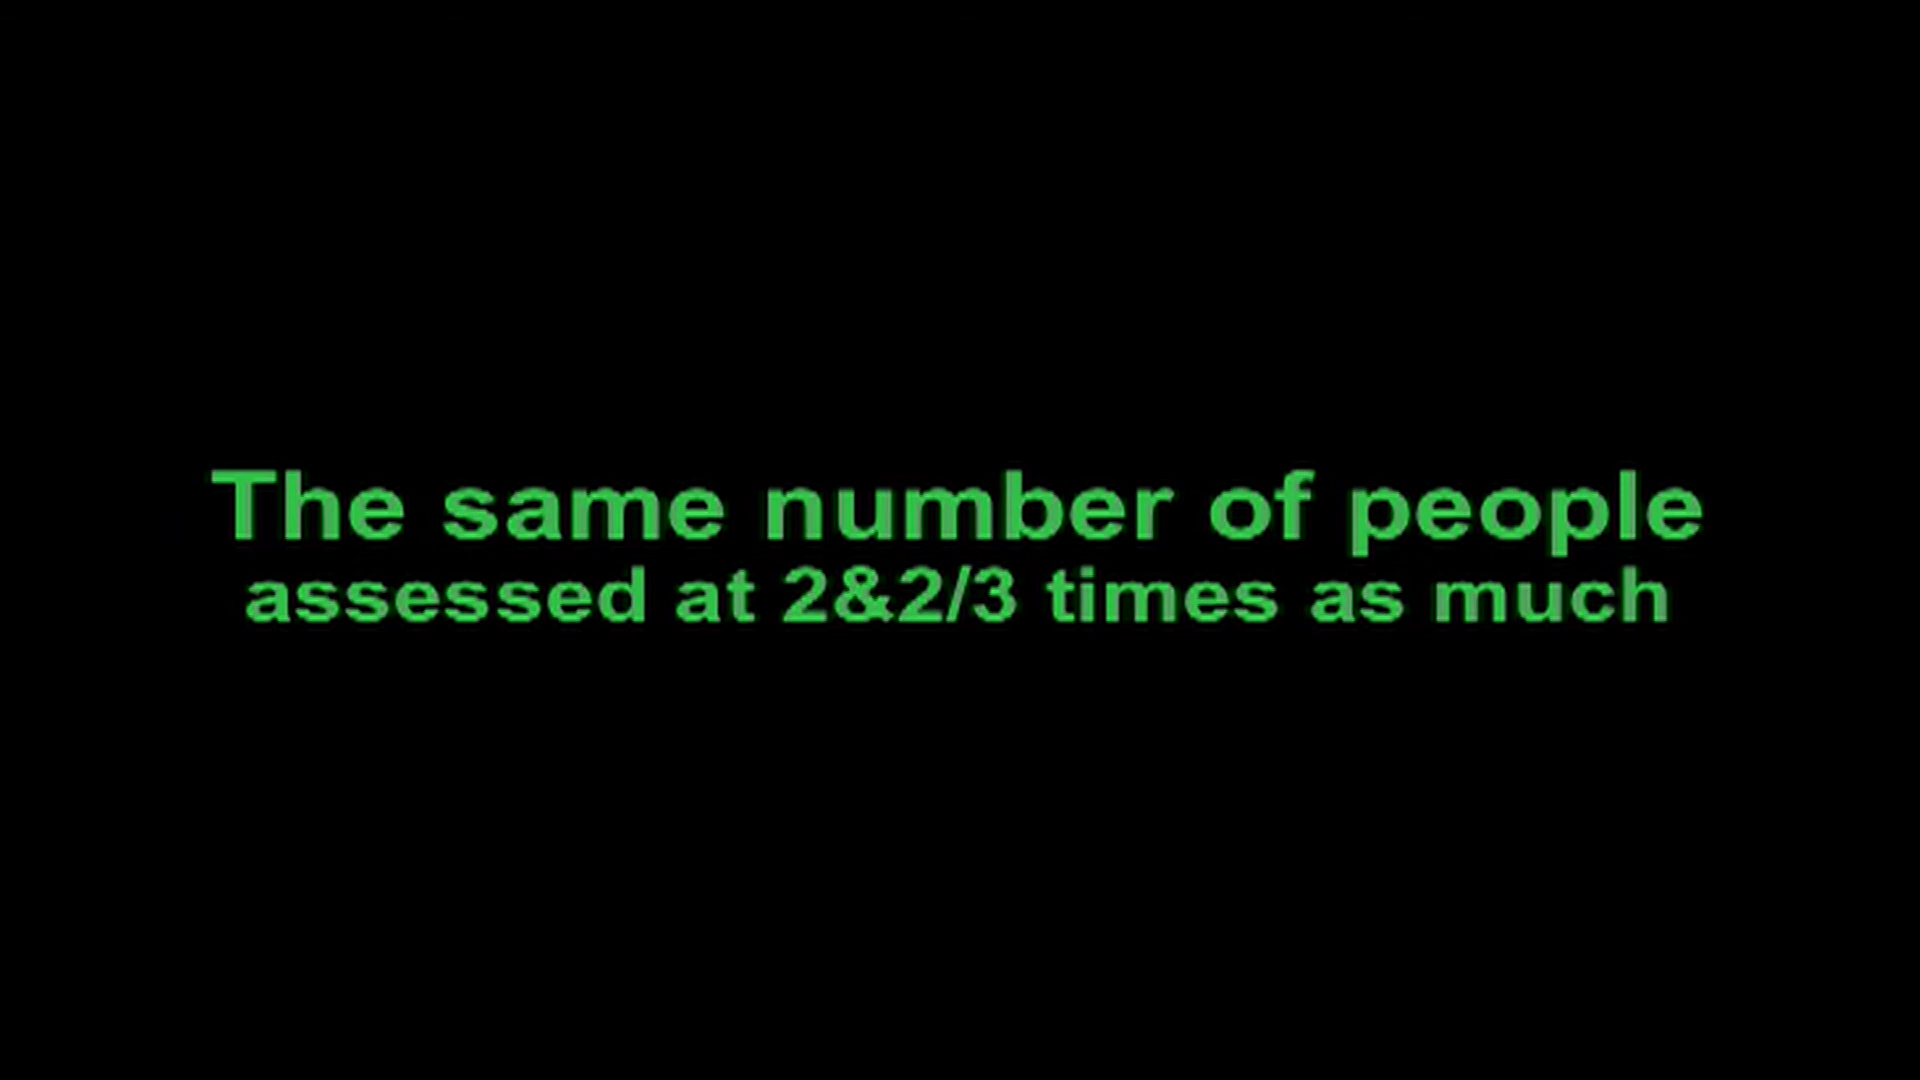 The same number of people
assessed at 2&2/3 times as much